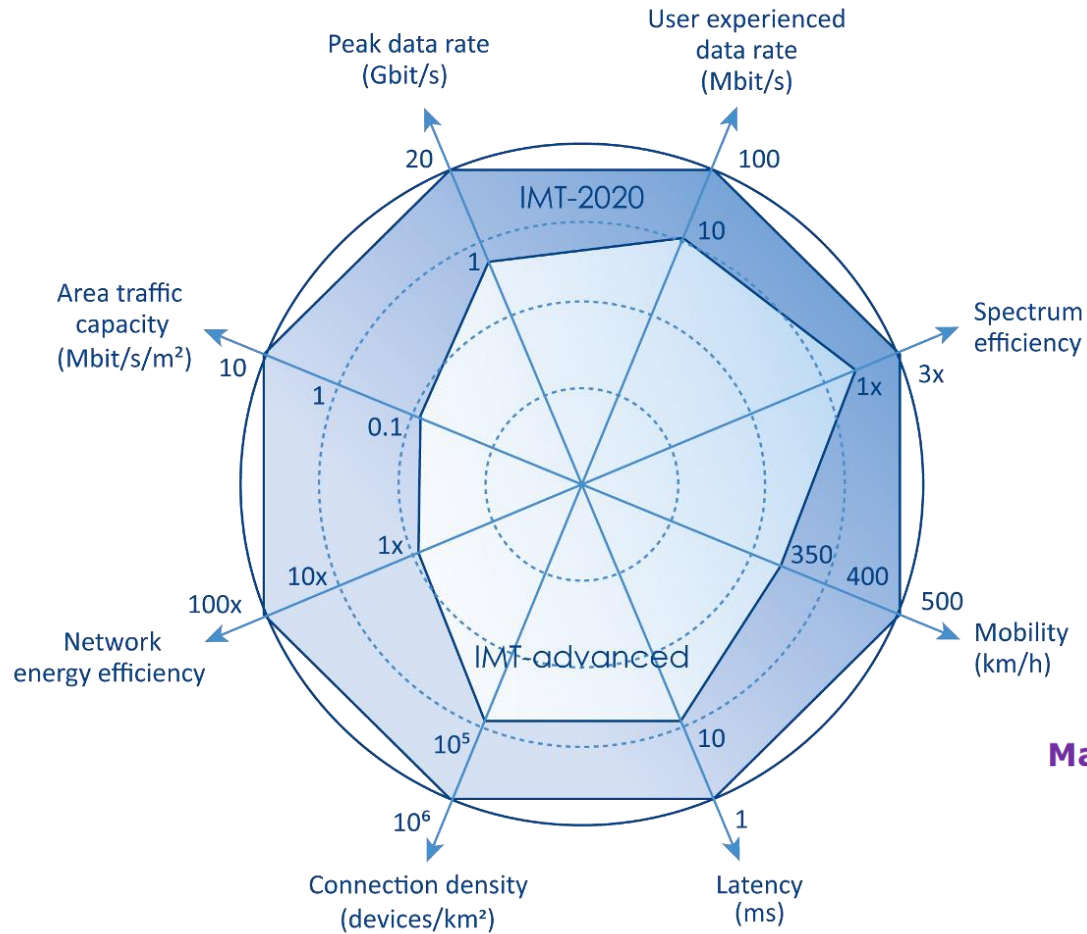 Peak data rate
(Gbit/s)
User experienced
data rate
(Mbit/s)
20
100
IMT-2020
1
10
Area traffic
capacity
(Mbit/s/m²)
10
1
0.1
Spectrum
efficiency
1x
3x
1x
10x
100x
Network
energy efficiency
350
400
500
Mobility
(km/h)
IMT-advanced
10⁵
10
10⁶
1
Ma
Connection density
(devices/km²)
Latency
(ms)